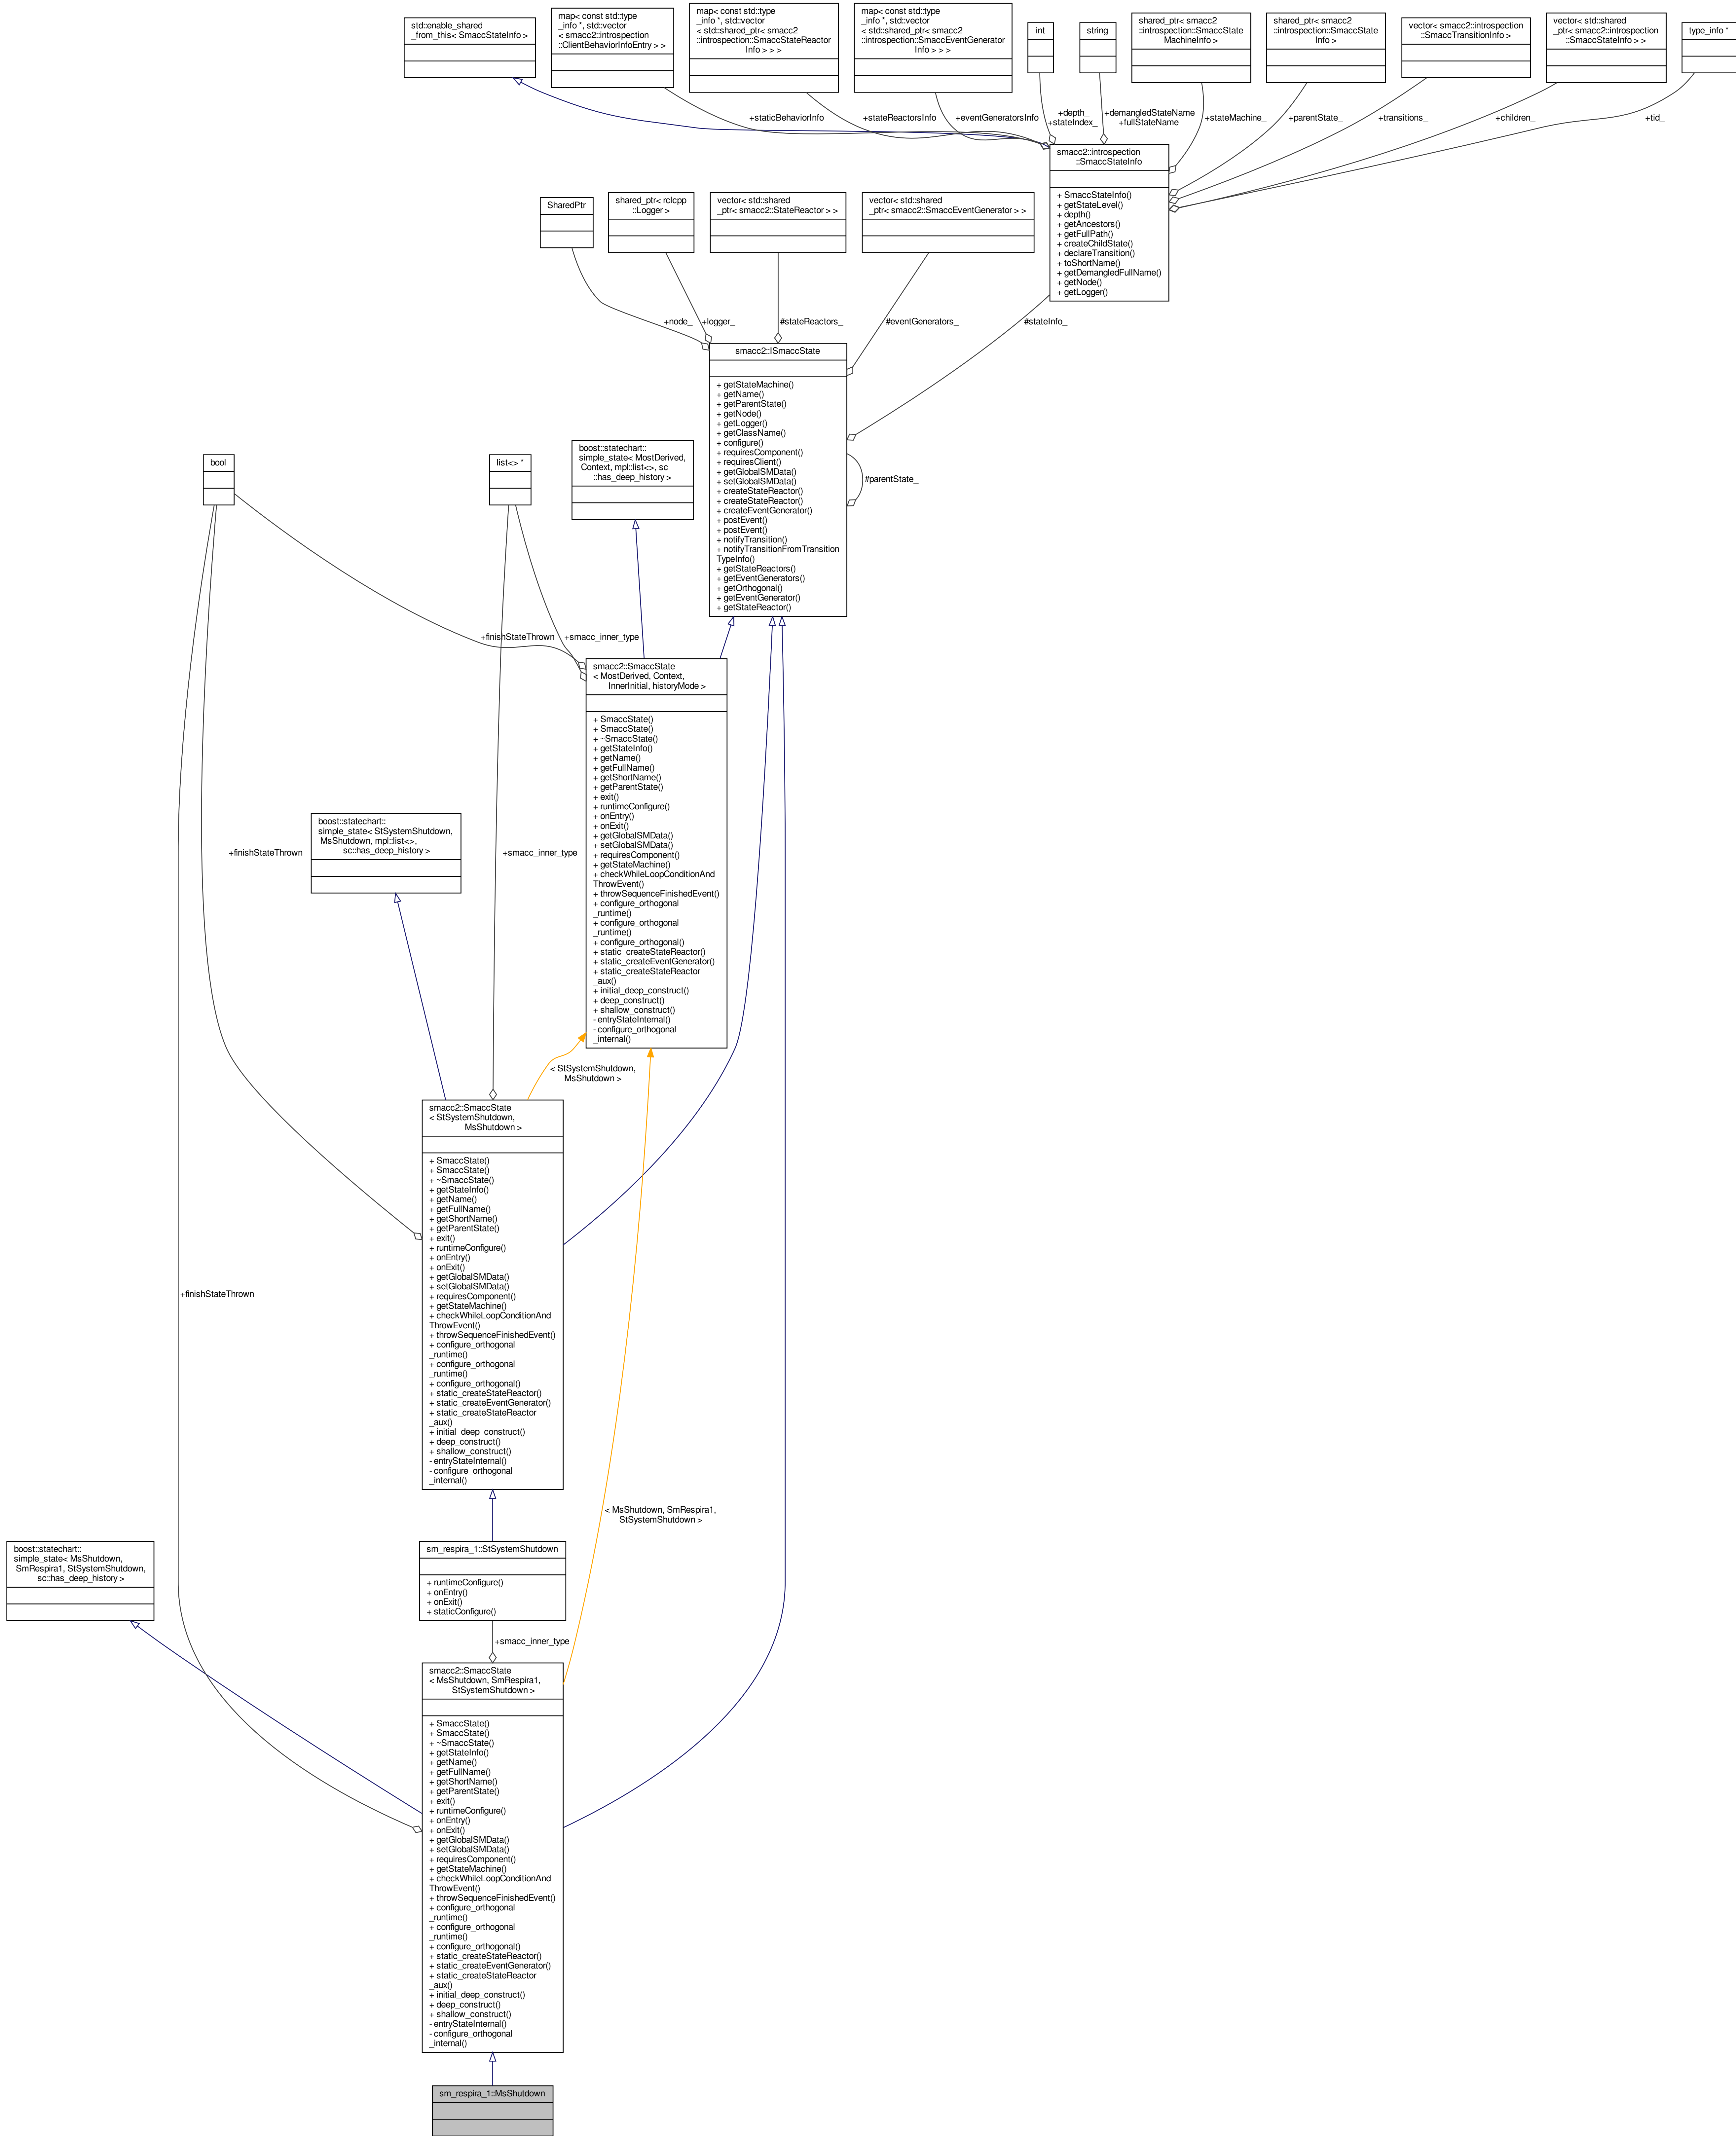 std::enable_shared
_from_this< SmaccStateInfo >
map< const std::type
_info *, std::vector
< smacc2::introspection
::ClientBehaviorInfoEntry > >
map< const std::type
_info *, std::vector
< std::shared_ptr< smacc2
::introspection::SmaccStateReactor
Info > > >
map< const std::type
_info *, std::vector
< std::shared_ptr< smacc2
::introspection::SmaccEventGenerator
Info > > >
int
string
shared_ptr< smacc2
::introspection::SmaccState
MachineInfo >
shared_ptr< smacc2
::introspection::SmaccState
Info >
vector< smacc2::introspection
::SmaccTransitionInfo >
vector< std::shared
_ptr< smacc2::introspection
::SmaccStateInfo > >
type_info *
+staticBehaviorInfo
+stateReactorsInfo
+eventGeneratorsInfo
+depth_
+stateIndex_
+demangledStateName
+fullStateName
+stateMachine_
+parentState_
+transitions_
+children_
+tid_
smacc2::introspection
::SmaccStateInfo
+ SmaccStateInfo()
+ getStateLevel()
+ depth()
+ getAncestors()
+ getFullPath()
+ createChildState()
+ declareTransition()
+ toShortName()
+ getDemangledFullName()
+ getNode()
+ getLogger()
SharedPtr
shared_ptr< rclcpp
::Logger >
vector< std::shared
_ptr< smacc2::StateReactor > >
vector< std::shared
_ptr< smacc2::SmaccEventGenerator > >
+node_
+logger_
#stateReactors_
#eventGenerators_
#stateInfo_
smacc2::ISmaccState
+ getStateMachine()
+ getName()
+ getParentState()
+ getNode()
+ getLogger()
+ getClassName()
+ configure()
+ requiresComponent()
+ requiresClient()
+ getGlobalSMData()
+ setGlobalSMData()
+ createStateReactor()
+ createStateReactor()
+ createEventGenerator()
+ postEvent()
+ postEvent()
+ notifyTransition()
+ notifyTransitionFromTransition
TypeInfo()
+ getStateReactors()
+ getEventGenerators()
+ getOrthogonal()
+ getEventGenerator()
+ getStateReactor()
#parentState_
bool
list<> *
boost::statechart::
simple_state< MostDerived,
Context, mpl::list<>, sc
::has_deep_history >
+finishStateThrown
+smacc_inner_type
smacc2::SmaccState
< MostDerived, Context,
InnerInitial, historyMode >
+ SmaccState()
+ SmaccState()
+ ~SmaccState()
+ getStateInfo()
+ getName()
+ getFullName()
+ getShortName()
+ getParentState()
+ exit()
+ runtimeConfigure()
+ onEntry()
+ onExit()
+ getGlobalSMData()
+ setGlobalSMData()
+ requiresComponent()
+ getStateMachine()
+ checkWhileLoopConditionAnd
ThrowEvent()
+ throwSequenceFinishedEvent()
+ configure_orthogonal
_runtime()
+ configure_orthogonal
_runtime()
+ configure_orthogonal()
+ static_createStateReactor()
+ static_createEventGenerator()
+ static_createStateReactor
_aux()
+ initial_deep_construct()
+ deep_construct()
+ shallow_construct()
- entryStateInternal()
- configure_orthogonal
_internal()
boost::statechart::
simple_state< StSystemShutdown,
MsShutdown, mpl::list<>,
sc::has_deep_history >
+finishStateThrown
+smacc_inner_type
< StSystemShutdown,
MsShutdown >
smacc2::SmaccState
< StSystemShutdown,
MsShutdown >
+ SmaccState()
+ SmaccState()
+ ~SmaccState()
+ getStateInfo()
+ getName()
+ getFullName()
+ getShortName()
+ getParentState()
+ exit()
+ runtimeConfigure()
+ onEntry()
+ onExit()
+ getGlobalSMData()
+ setGlobalSMData()
+ requiresComponent()
+ getStateMachine()
+ checkWhileLoopConditionAnd
ThrowEvent()
+ throwSequenceFinishedEvent()
+ configure_orthogonal
_runtime()
+ configure_orthogonal
_runtime()
+ configure_orthogonal()
+ static_createStateReactor()
+ static_createEventGenerator()
+ static_createStateReactor
_aux()
+ initial_deep_construct()
+ deep_construct()
+ shallow_construct()
- entryStateInternal()
- configure_orthogonal
_internal()
+finishStateThrown
< MsShutdown, SmRespira1,
StSystemShutdown >
boost::statechart::
simple_state< MsShutdown,
SmRespira1, StSystemShutdown,
sc::has_deep_history >
sm_respira_1::StSystemShutdown
+ runtimeConfigure()
+ onEntry()
+ onExit()
+ staticConfigure()
+smacc_inner_type
smacc2::SmaccState
< MsShutdown, SmRespira1,
StSystemShutdown >
+ SmaccState()
+ SmaccState()
+ ~SmaccState()
+ getStateInfo()
+ getName()
+ getFullName()
+ getShortName()
+ getParentState()
+ exit()
+ runtimeConfigure()
+ onEntry()
+ onExit()
+ getGlobalSMData()
+ setGlobalSMData()
+ requiresComponent()
+ getStateMachine()
+ checkWhileLoopConditionAnd
ThrowEvent()
+ throwSequenceFinishedEvent()
+ configure_orthogonal
_runtime()
+ configure_orthogonal
_runtime()
+ configure_orthogonal()
+ static_createStateReactor()
+ static_createEventGenerator()
+ static_createStateReactor
_aux()
+ initial_deep_construct()
+ deep_construct()
+ shallow_construct()
- entryStateInternal()
- configure_orthogonal
_internal()
sm_respira_1::MsShutdown